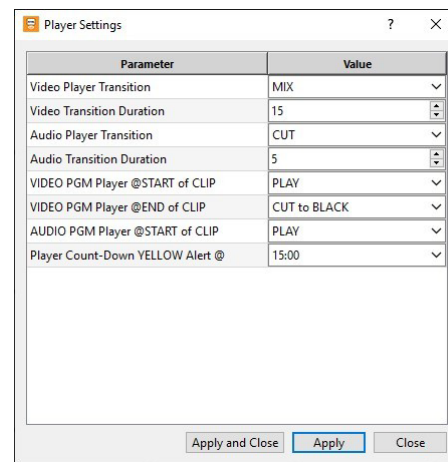 Player Settings ? ×
Parameter Value
Video Player Transition MIX
Video Transition Duration 15
Audio Player Transition CUT
Audio Transition Duration 5
VIDEO PGM Player @START of CLIP PLAY
VIDEO PGM Player @END of CLIP CUT to BLACK
AUDIO PGM Player @START of CLIP PLAY
Player Count-Down YELLOW Alert @ 15:00
Apply and Close Apply Close